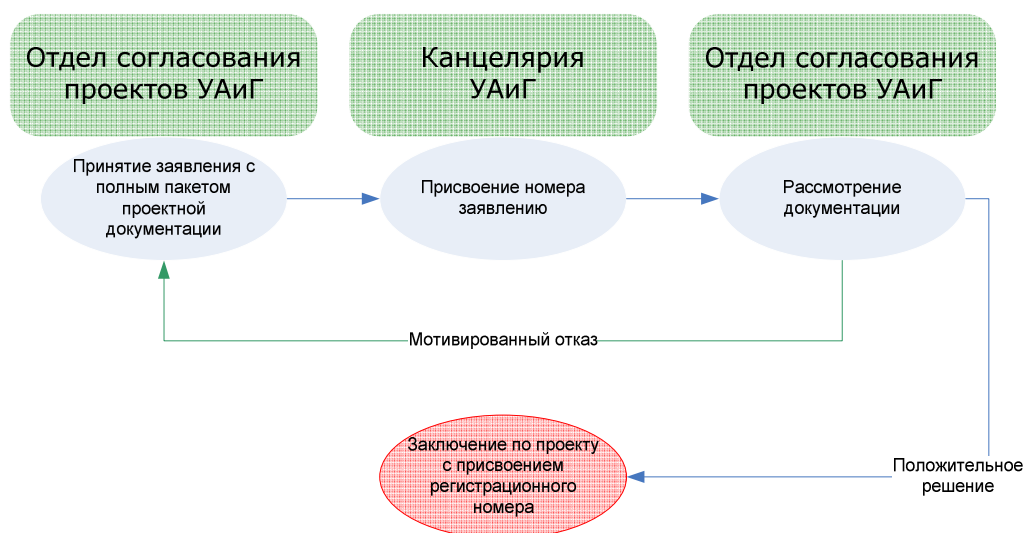 Отдел согласования
проектов УАиГ
Канцелярия
УАиГ
Отдел согласования
проектов УАиГ
Принятие заявления с
полным пакетом
проектной
документации
Присвоение номера
заявлению
Рассмотрение
документации
Мотивированный отказ
Заключение по проекту
с присвоением
регистрационного
номера
Положительное
решение